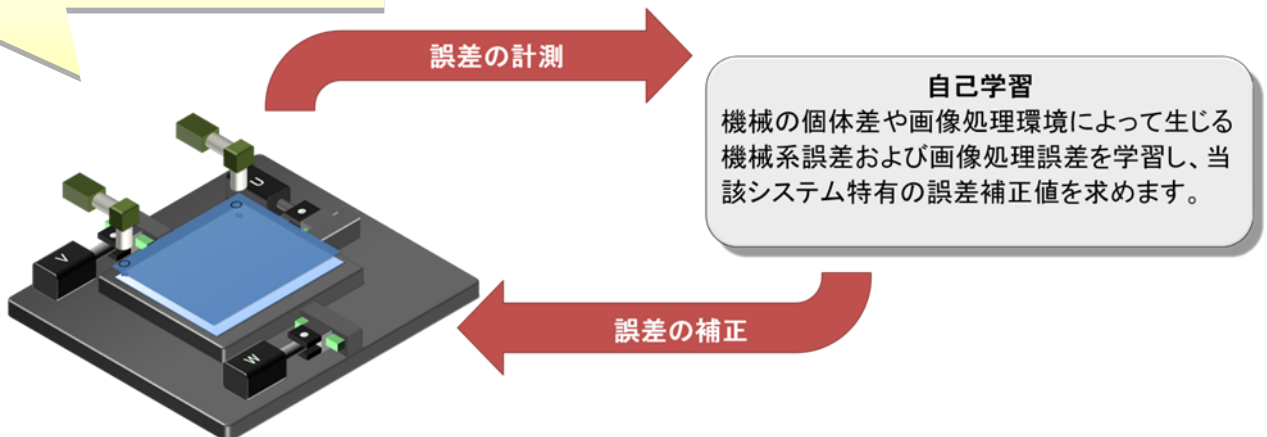 誤差の計測
自己学習
機械の個体差や画像処理環境によって生じる
機械系誤差および画像処理誤差を学習し、当
該システム特有の誤差補正値を求めます。
U
V
誤差の補正
W